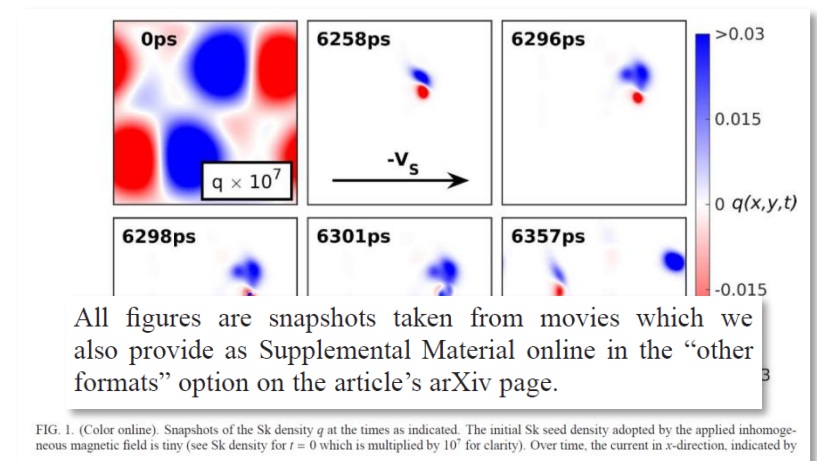 0ps
6258ps
6296ps
>0.03
0.015
-Vs
q × 10⁷
0 q(x,y,t)
6298ps
6301ps
6357ps
-0.015
All figures are snapshots taken from movies which we
also provide as Supplemental Material online in the “other
formats” option on the article’s arXiv page.
3
FIG. 1. (Color online). Snapshots of the Sk density q at the times as indicated. The initial Sk seed density adopted by the applied inhomoge-
neous magnetic field is tiny (see Sk density for t = 0 which is multiplied by 10⁷ for clarity). Over time, the current in x-direction, indicated by